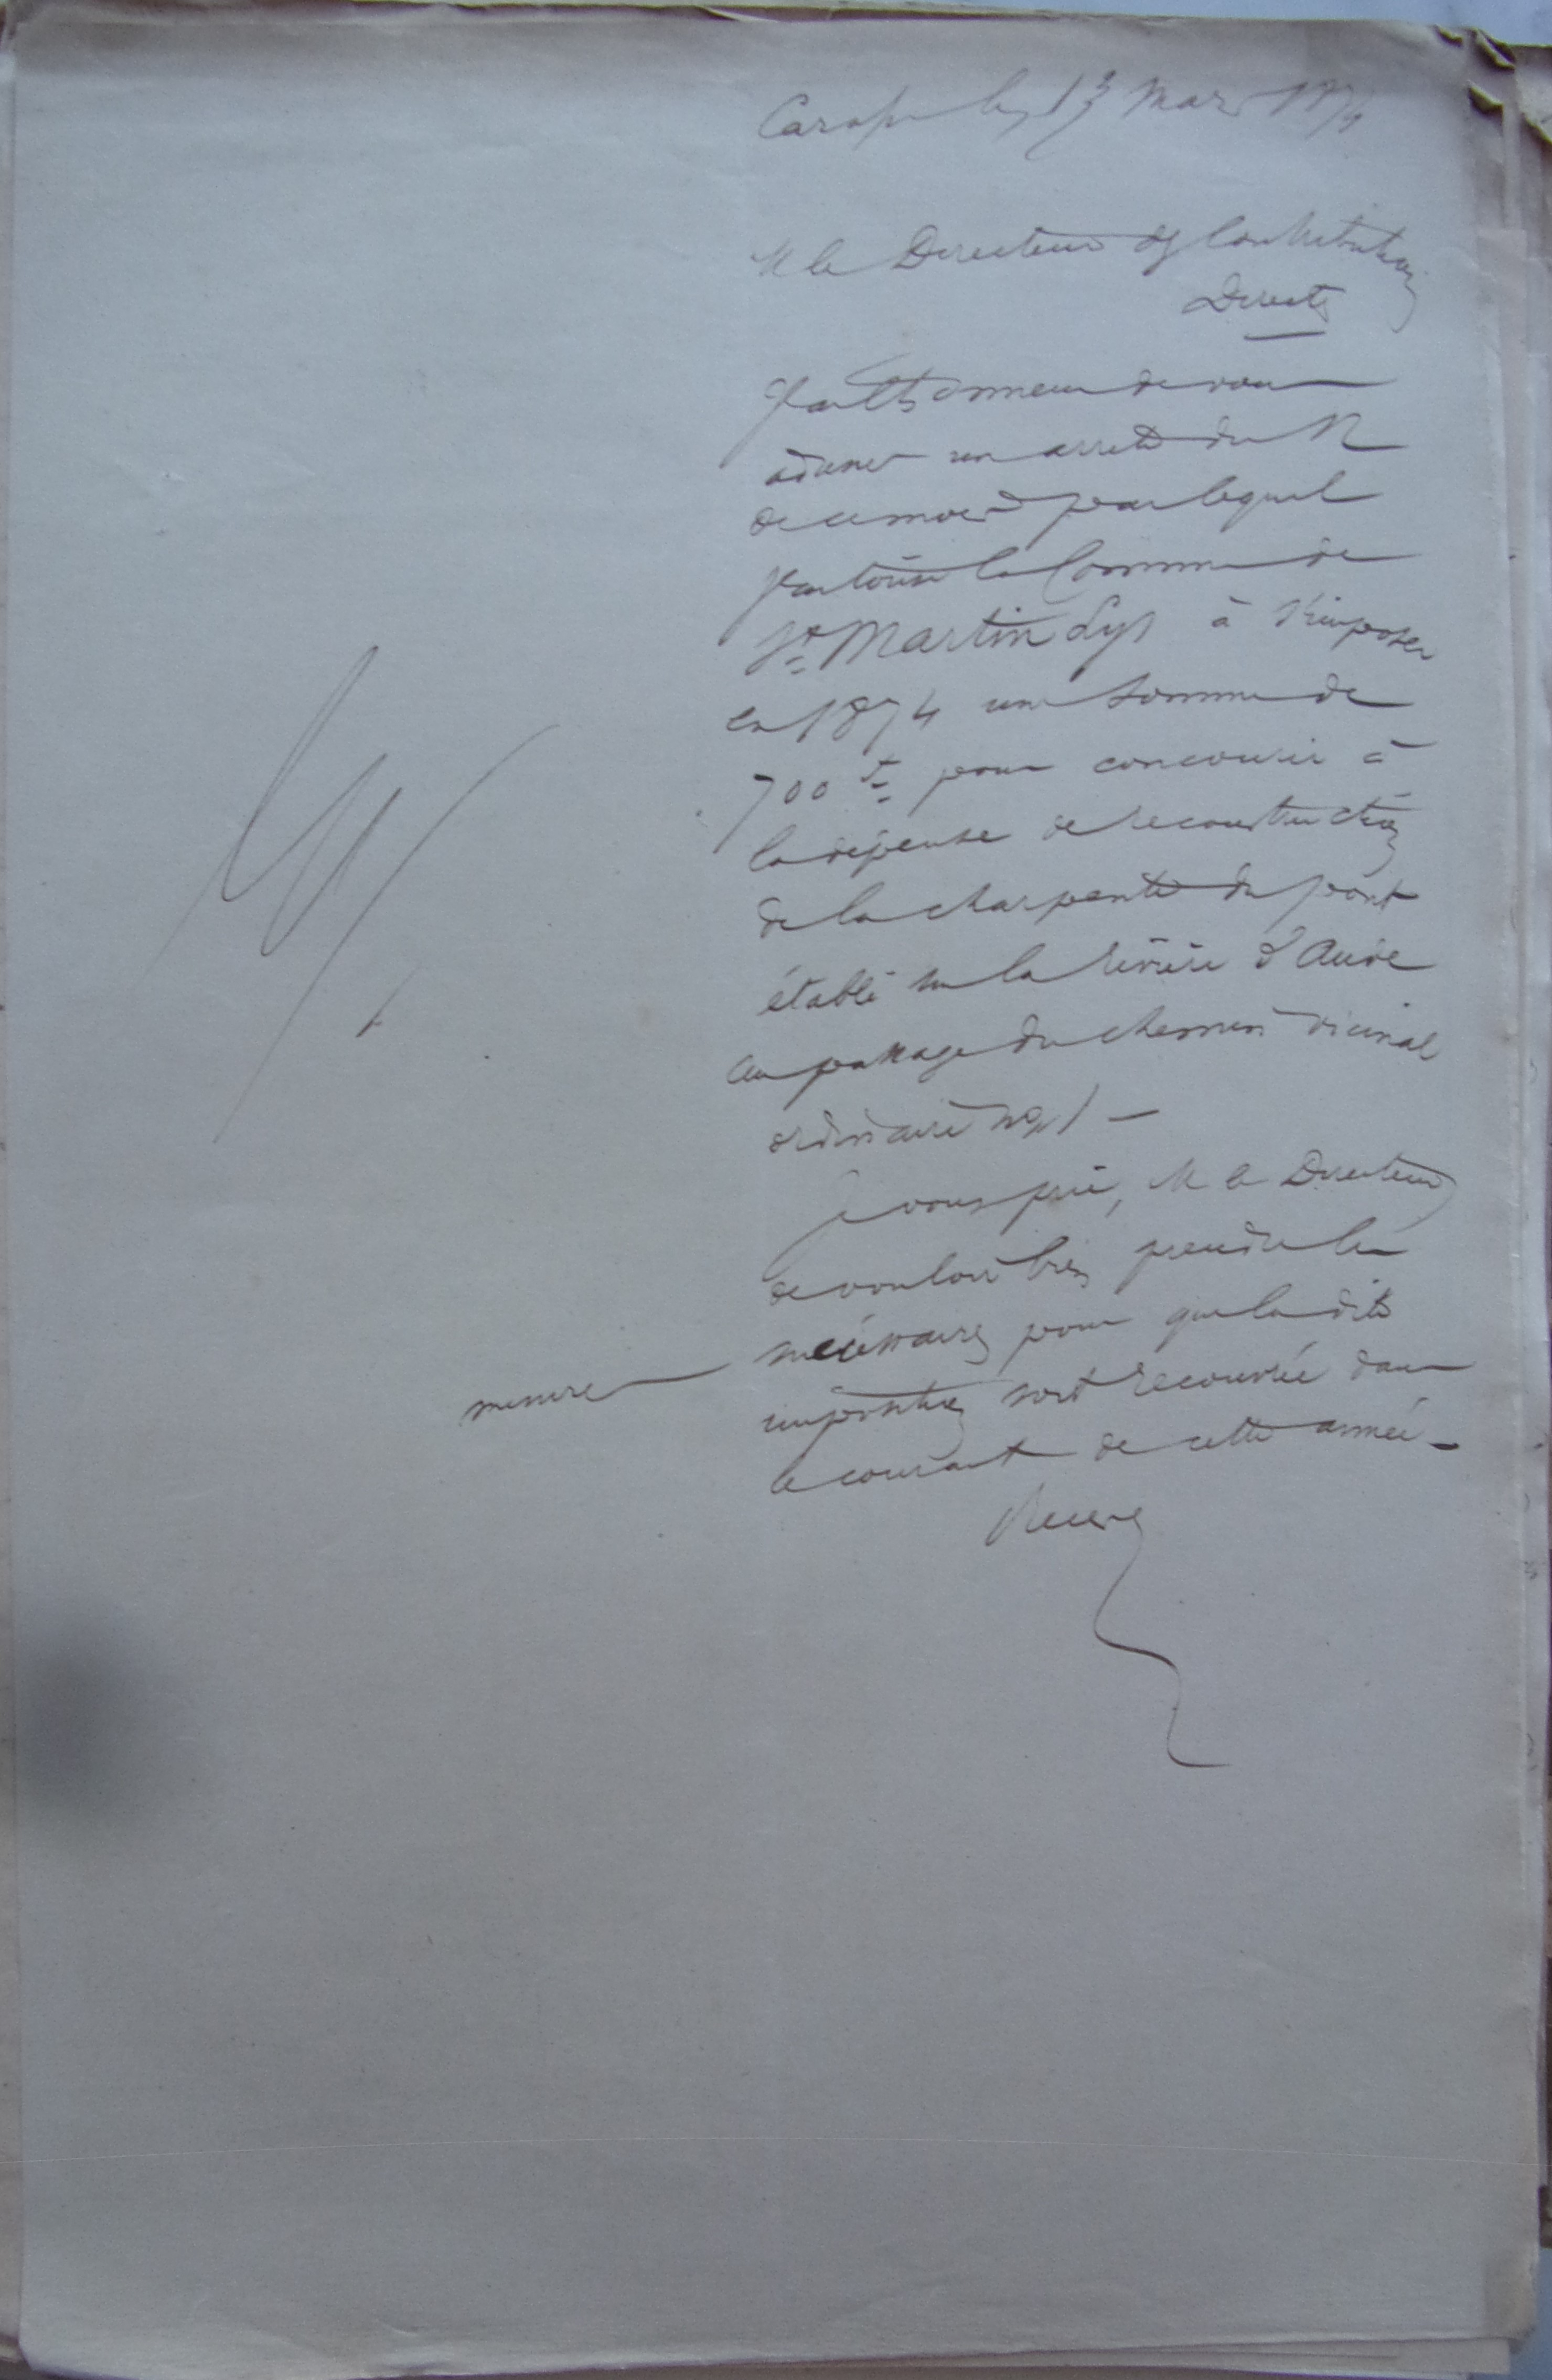 Carcassonne le 13 Mars 1874
M le Directeur des Contributions
Directes
J'ai l'honneur de vous
adresser un arrêté du
de ce mois par lequel
j'autorise la Commune de
St Martin Lys à s'imposer
en 1874 une somme de
700 f pour concourir à
la dépense de reconstruction
de la charpente du pont
établi sur la rivière d'Aude
au passage du chemin vicinal
ordinaire no 1 —
Je vous prie, M le Directeur
de vouloir bien prendre les
mesures
nécessaires pour que la dite
imposition soit recouvrée dans
le courant de cette année —